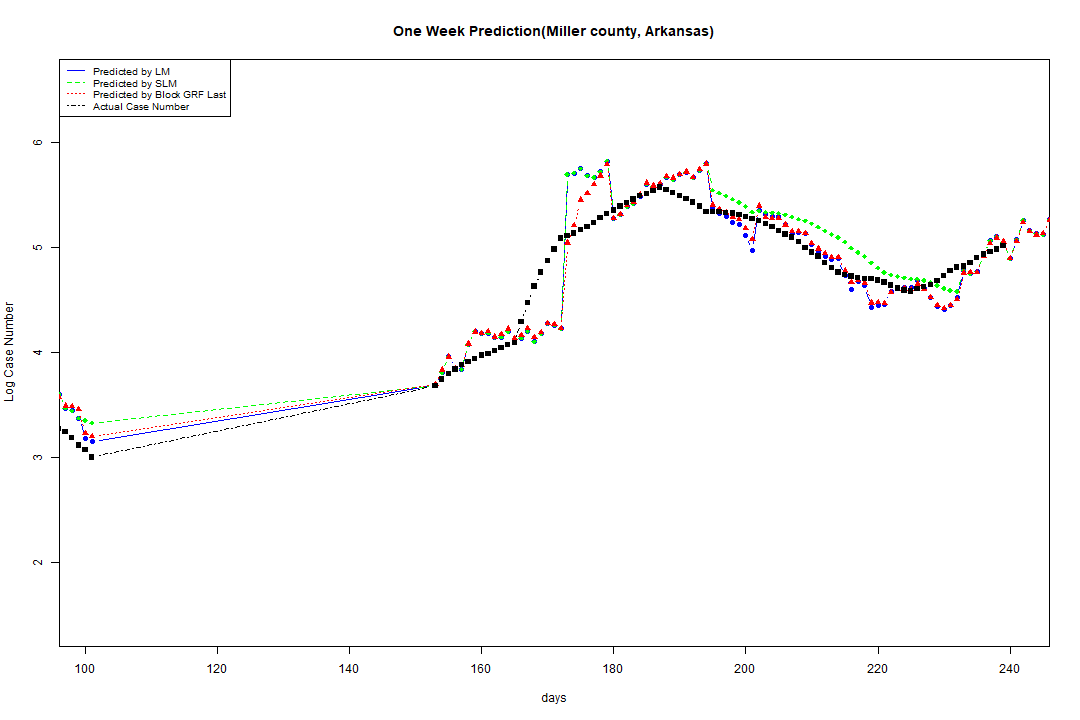 One Week Prediction(Miller county, Arkansas)
Predicted by LM
Predicted by SLM
Predicted by Block GRF Last
Actual Case Number
Log Case Number
6
5
4
3
2
100 120 140 160 180 200 220 240
days